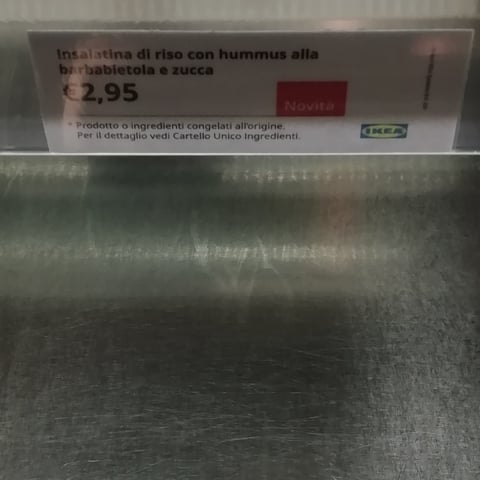 Insalatina di riso con hummus alla
barbabietola e zucca
€2,95
Novità
* Prodotto o ingredienti congelati all'origine.
Per il dettaglio vedi Cartello Unico Ingredienti.
IKEA